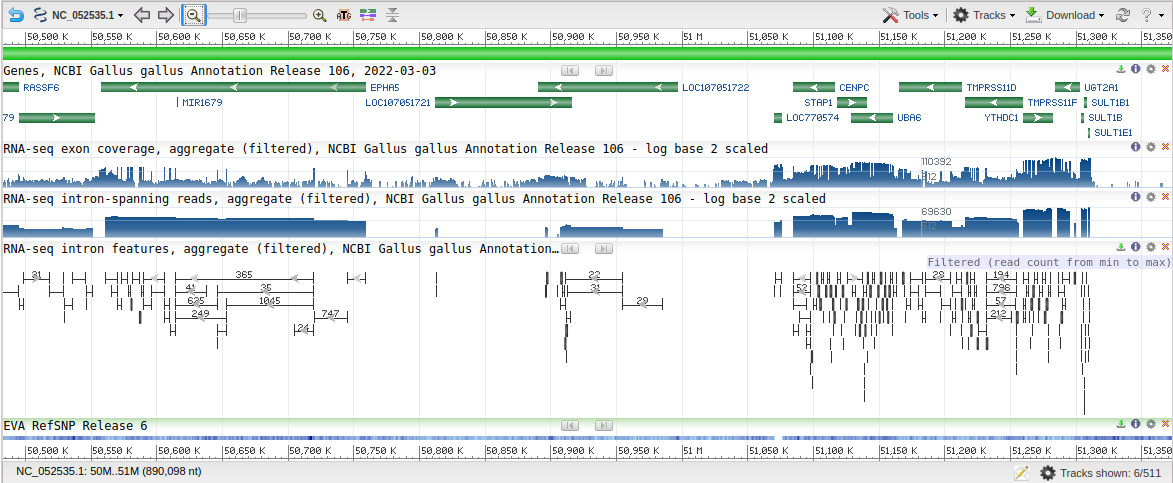 NC_052535.1 Tools Tracks Download ?
50,500 K 50,550 K 50,600 K 50,650 K 50,700 K 50,750 K 50,800 K 50,850 K 50,900 K 50,950 K 51 M 51,050 K 51,100 K 51,150 K 51,200 K 51,250 K 51,300 K 51,350
Genes, NCBI Gallus gallus Annotation Release 106, 2022-03-03
RASSF6 EPHA5 LOC107051722 CENPC TMPRSS11D UGT2A1
MIR1679 LOC107051721 STAP1 TMPRSS11F SULT1B1
79 LOC770574 UBA6 YTHDC1 SULT1B
SULT1E1
RNA-seq exon coverage, aggregate (filtered), NCBI Gallus gallus Annotation Release 106 - log base 2 scaled
110392
512
RNA-seq intron-spanning reads, aggregate (filtered), NCBI Gallus gallus Annotation Release 106 - log base 2 scaled
69630
512
RNA-seq intron features, aggregate (filtered), NCBI Gallus gallus Annotation…
Filtered (read count from min to max)
31 365 22 29 194
41 35 31 52 796
635 1045 29 57
249 747 212
24
EVA RefSNP Release 6
50,500 K 50,550 K 50,600 K 50,650 K 50,700 K 50,750 K 50,800 K 50,850 K 50,900 K 50,950 K 51 M 51,050 K 51,100 K 51,150 K 51,200 K 51,250 K 51,300 K 51,350
NC_052535.1: 50M..51M (890,098 nt) Tracks shown: 6/511